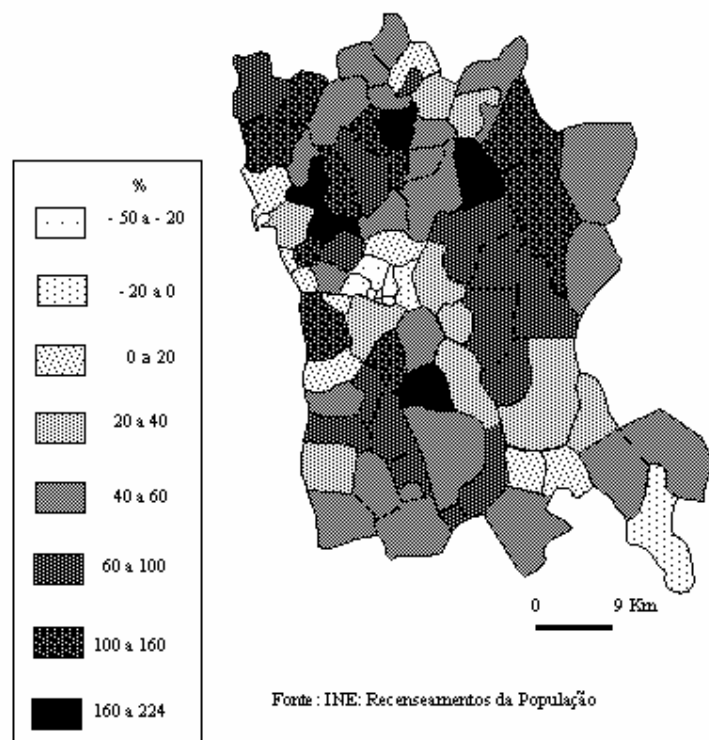 %
- 50 a - 20
- 20 a 0
0 a 20
20 a 40
40 a 60
60 a 100
100 a 160
160 a 224
0 9 Km
Fonte : INE: Recenseamentos da População